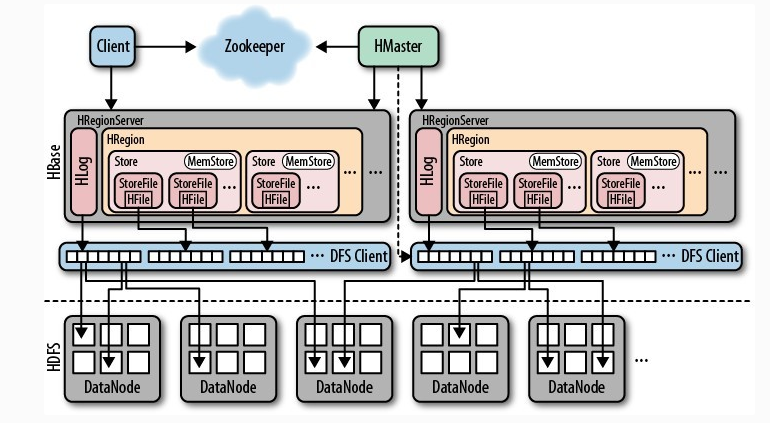 Client
Zookeeper
HMaster
HBase
HRegionServer
HLog
HRegion
Store
MemStore
StoreFile
HFile
StoreFile
HFile
...
Store
MemStore
StoreFile
HFile
...
...
...
HRegionServer
HLog
HRegion
Store
MemStore
StoreFile
HFile
StoreFile
HFile
...
Store
MemStore
StoreFile
HFile
...
...
...
... DFS Client
... DFS Client
HDFS
DataNode
DataNode
DataNode
DataNode
DataNode
...